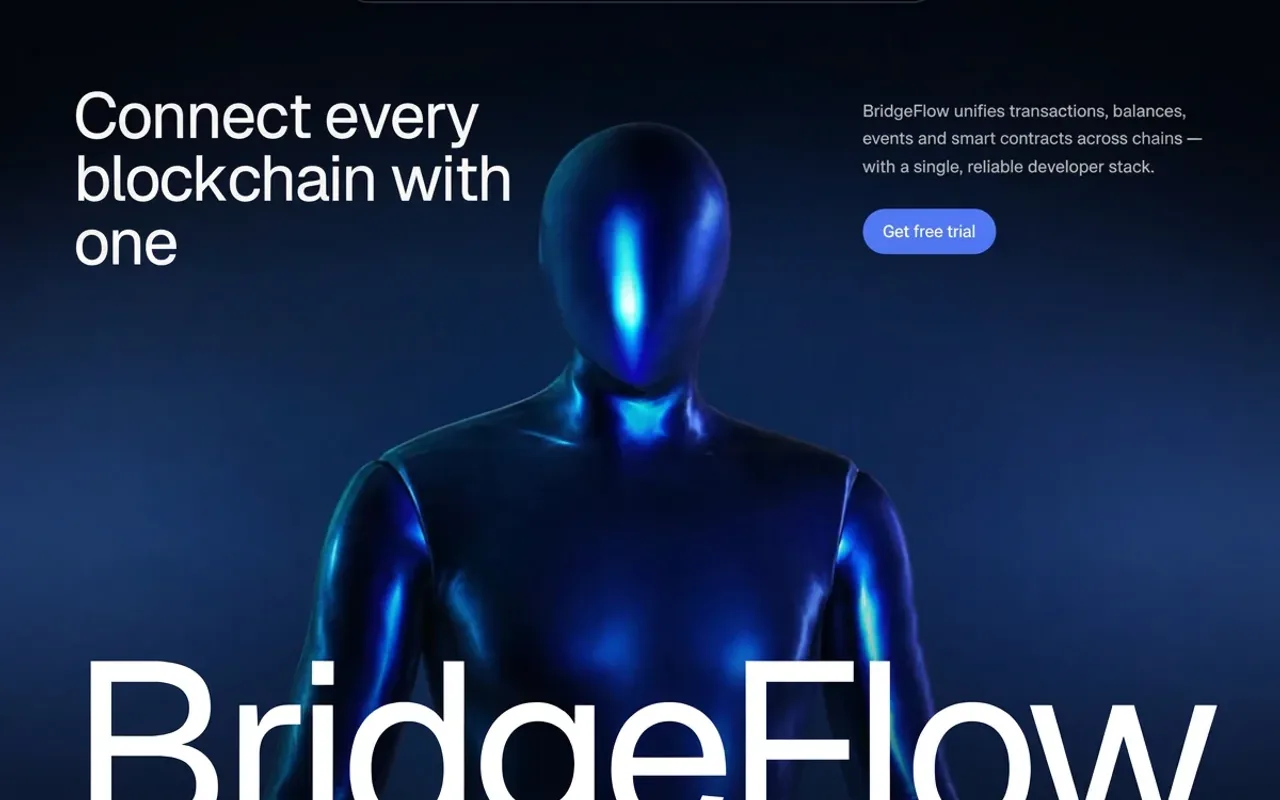 Connect every
blockchain with
one
BridgeFlow unifies transactions, balances,
events and smart contracts across chains —
with a single, reliable developer stack.
Get free trial
BridgeFlow